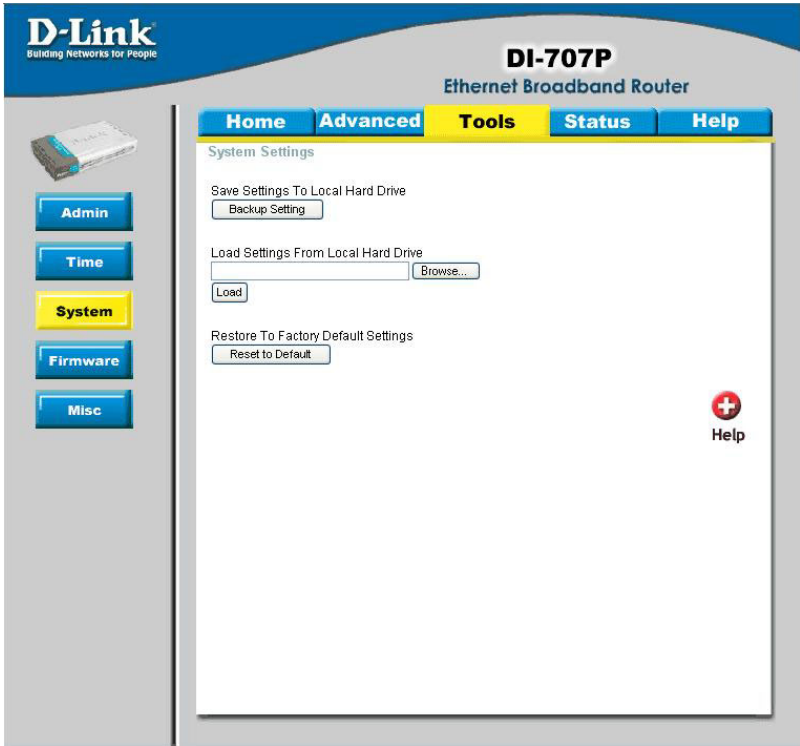 D-Link
Building Networks for People
DI-707P
Ethernet Broadband Router
Home
Advanced
Tools
Status
Help
Admin
Time
System
Firmware
Misc
System Settings
Save Settings To Local Hard Drive
Backup Setting
Load Settings From Local Hard Drive
Browse...
Load
Restore To Factory Default Settings
Reset to Default
Help